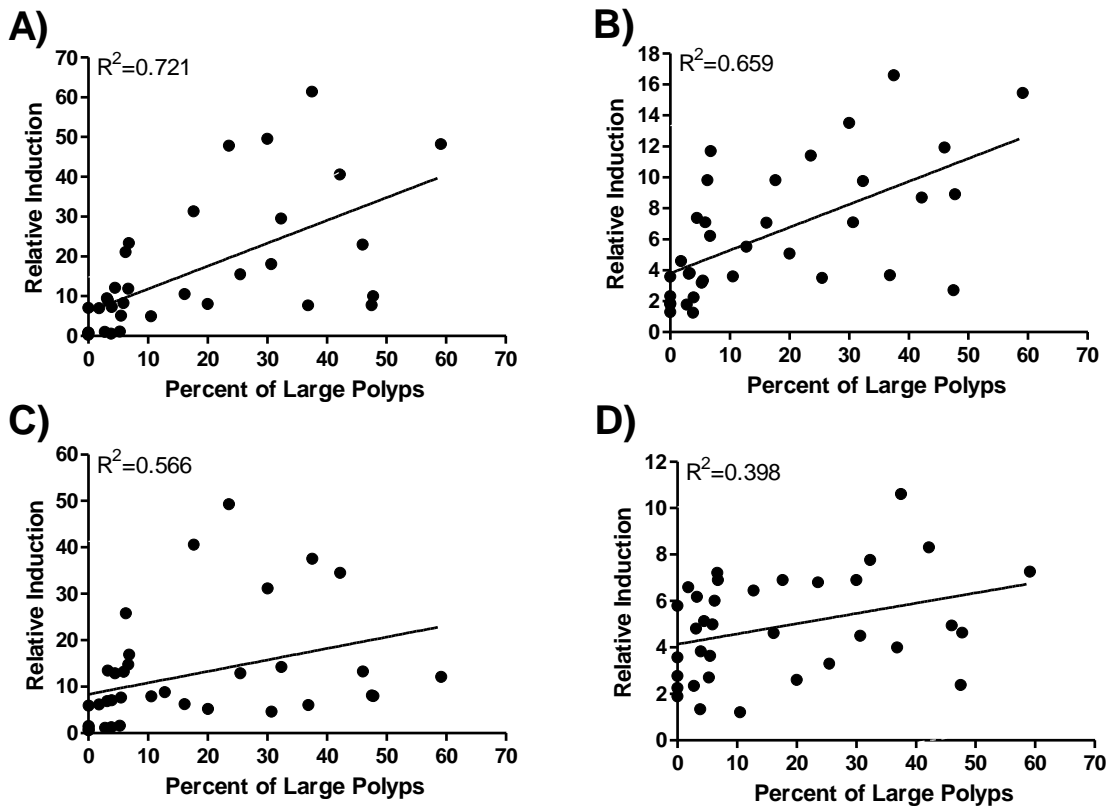 A)
R²=0.721
Relative Induction
70
60
50
40
30
20
10
0
0 10 20 30 40 50 60 70
Percent of Large Polyps
B)
R²=0.659
Relative Induction
18
16
14
12
10
8
6
4
2
0
0 10 20 30 40 50 60 70
Percent of Large Polyps
C)
R²=0.566
Relative Induction
60
50
40
30
20
10
0
0 10 20 30 40 50 60 70
Percent of Large Polyps
D)
R²=0.398
Relative Induction
12
10
8
6
4
2
0
0 10 20 30 40 50 60 70
Percent of Large Polyps